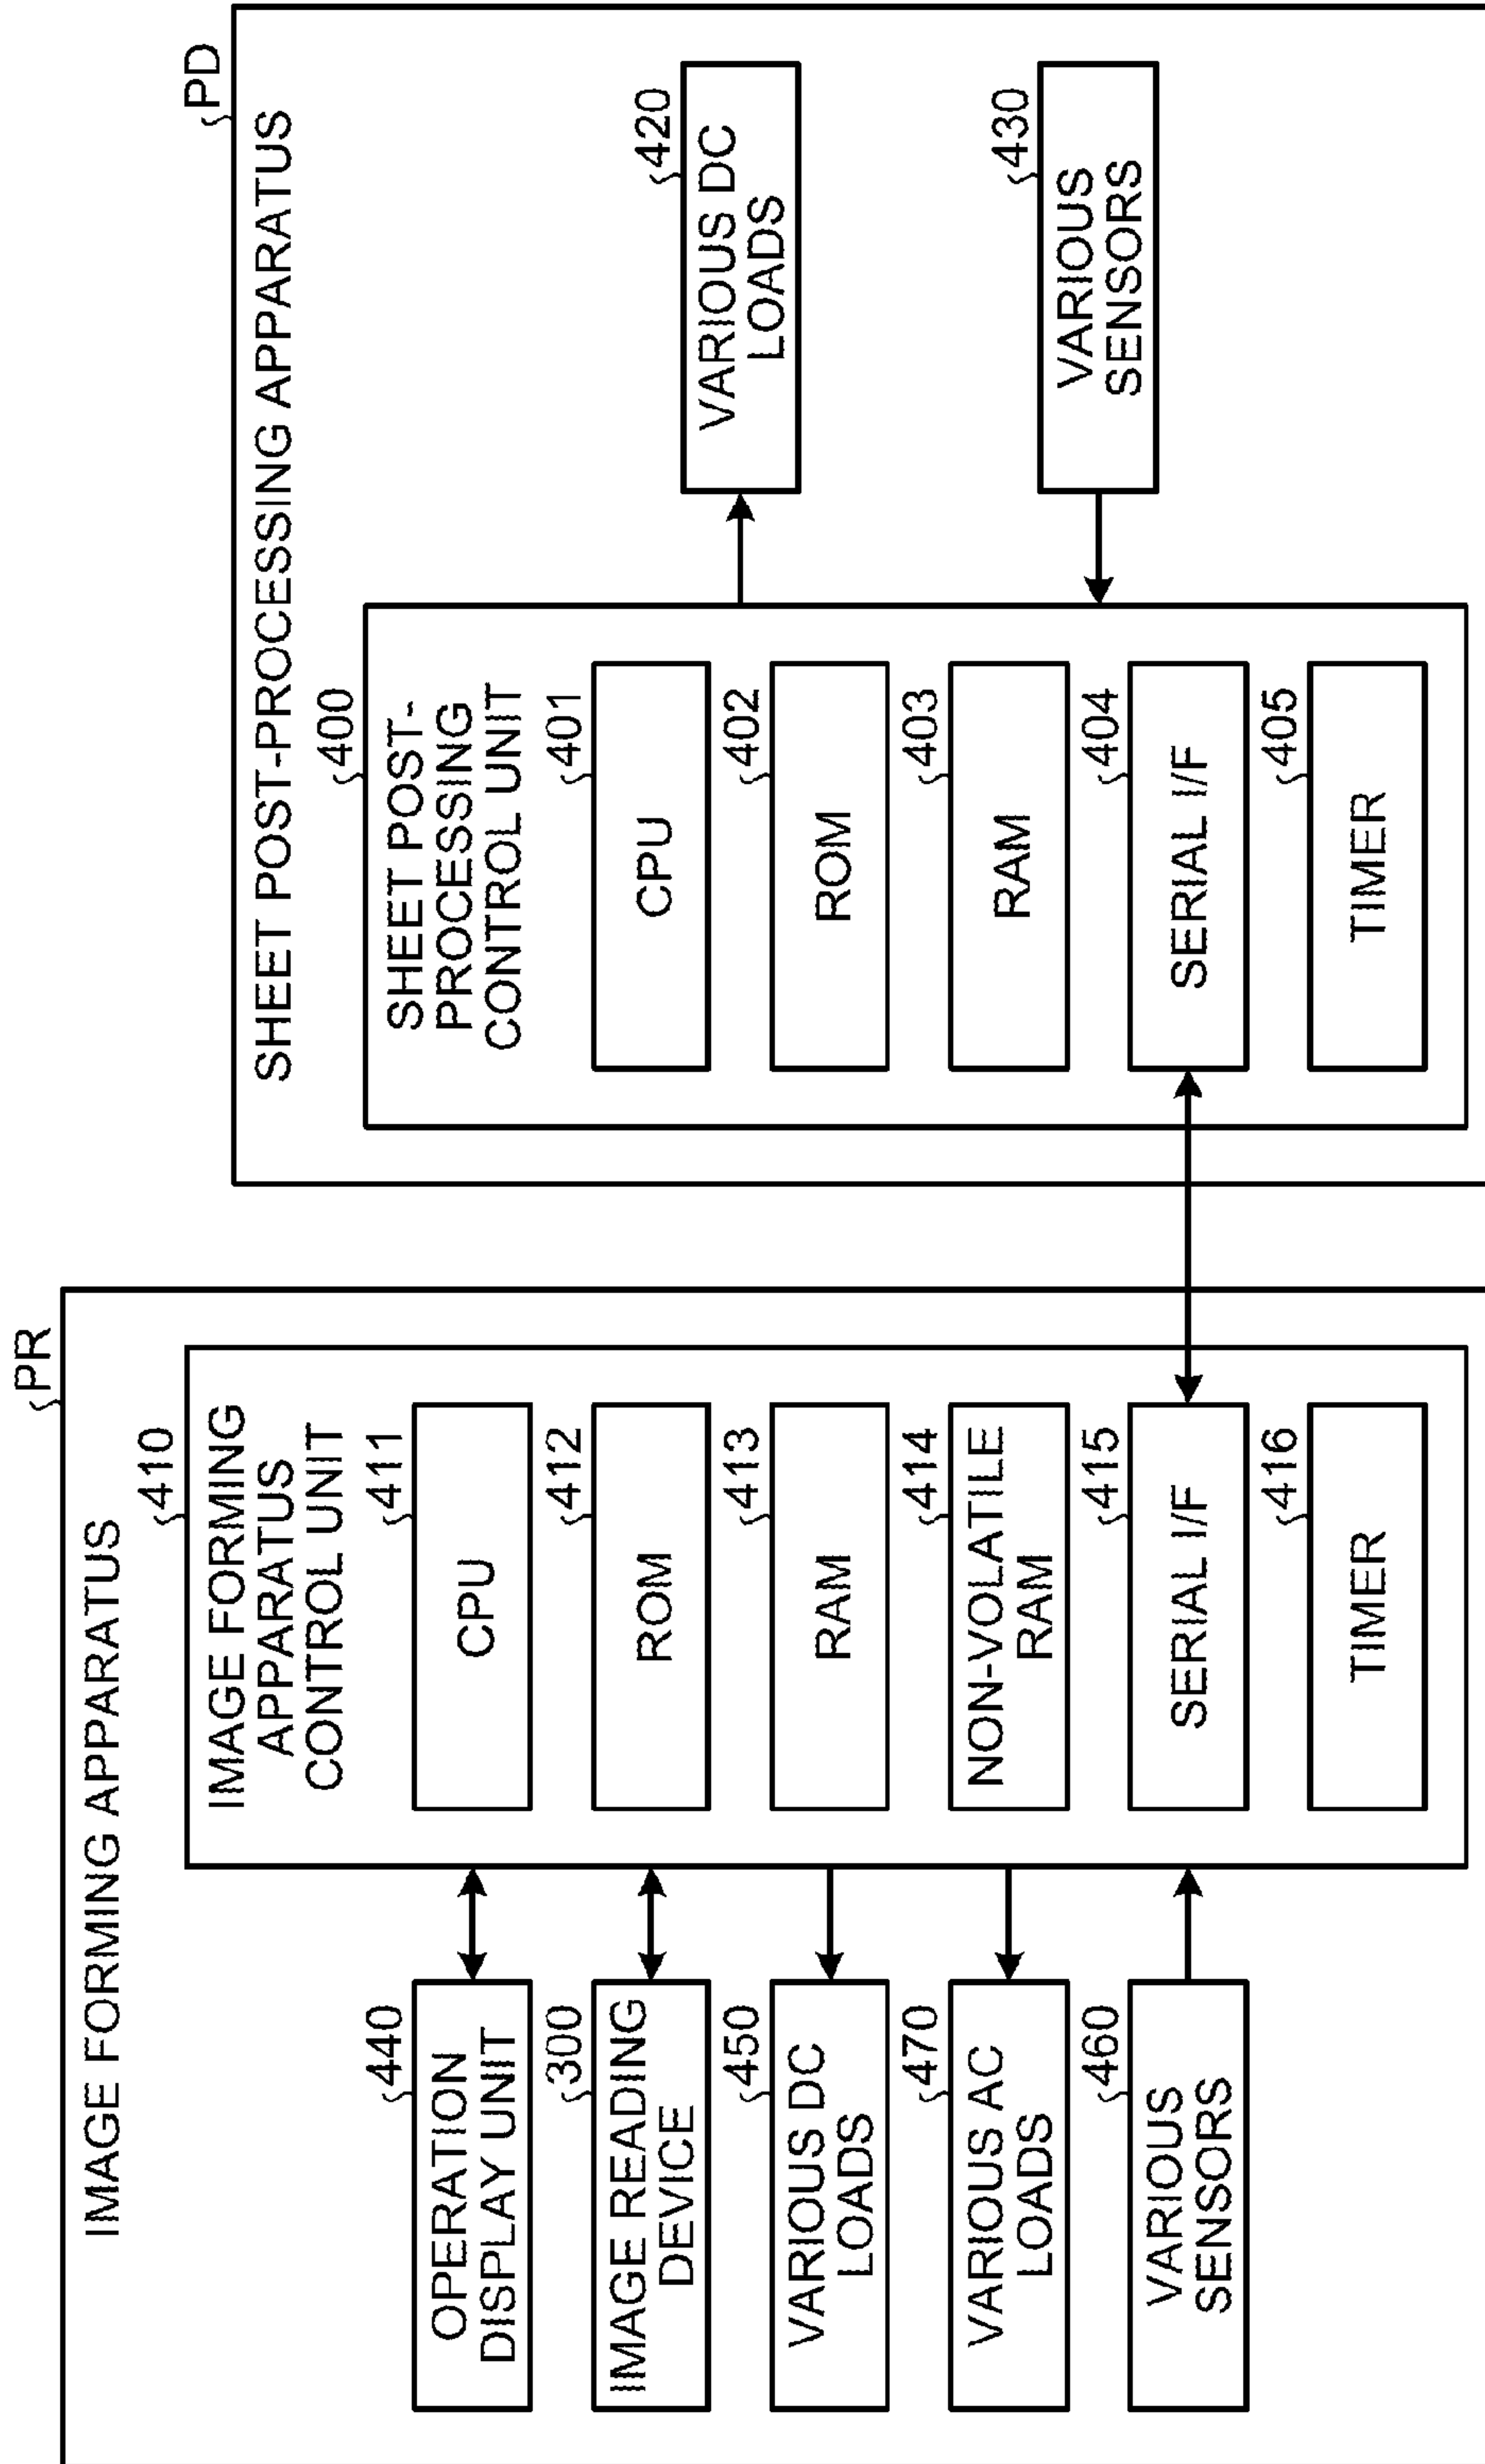 PR
IMAGE FORMING APPARATUS
410
IMAGE FORMING
APPARATUS
CONTROL UNIT
440
OPERATION
DISPLAY UNIT
411
CPU
300
IMAGE READING
DEVICE
412
ROM
450
VARIOUS DC
LOADS
413
RAM
470
VARIOUS AC
LOADS
414
NON-VOLATILE
RAM
460
VARIOUS
SENSORS
415
SERIAL I/F
416
TIMER
PD
SHEET POST-PROCESSING APPARATUS
400
SHEET POST-
PROCESSING
CONTROL UNIT
401
CPU
402
ROM
403
RAM
404
SERIAL I/F
405
TIMER
420
VARIOUS DC
LOADS
430
VARIOUS
SENSORS